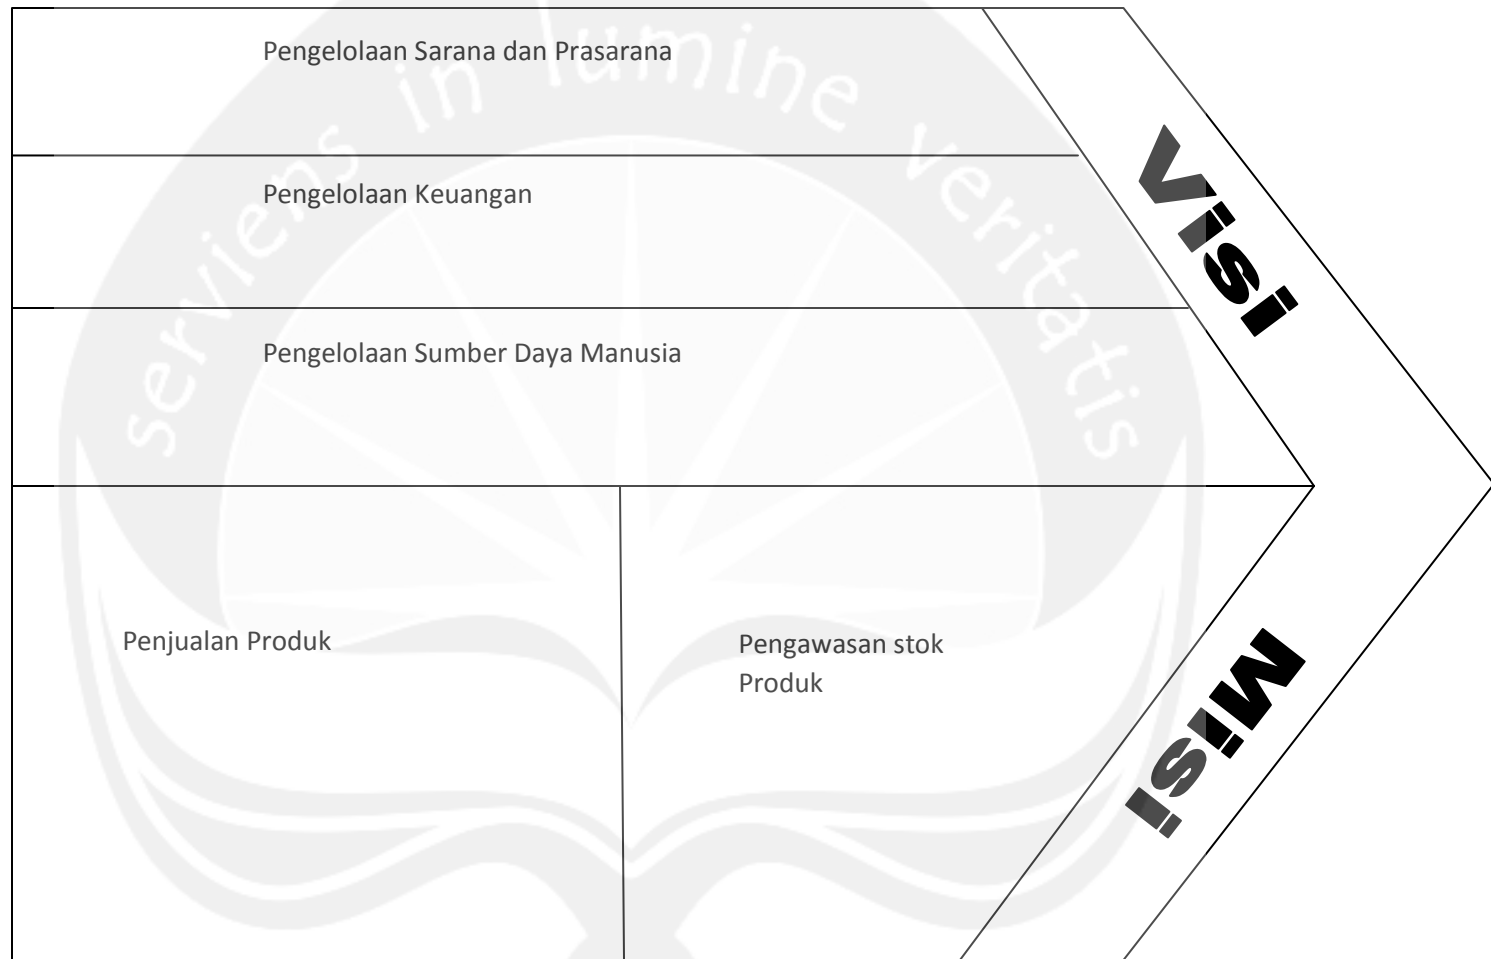 Pengelolaan Sarana dan Prasarana
Pengelolaan Keuangan
Pengelolaan Sumber Daya Manusia
Visi
Penjualan Produk
Pengawasan stok
Produk
Misi
serviens in lumine veritatis